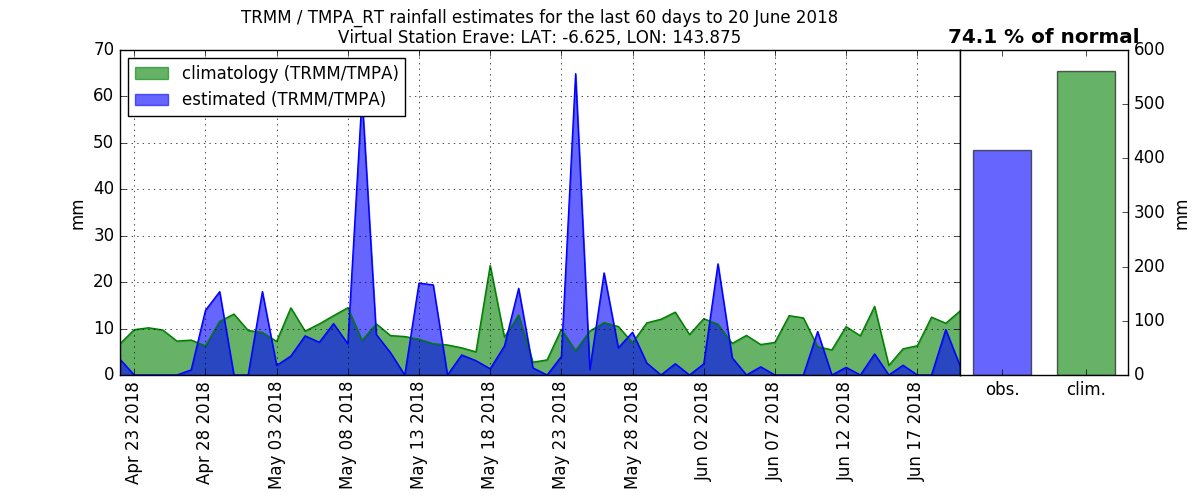 TRMM / TMPA_RT rainfall estimates for the last 60 days to 20 June 2018
Virtual Station Erave: LAT: -6.625, LON: 143.875
74.1 % of normal
climatology (TRMM/TMPA)
estimated (TRMM/TMPA)
70
60
50
40
30
20
10
0
mm
Apr 23 2018
Apr 28 2018
May 03 2018
May 08 2018
May 13 2018
May 18 2018
May 23 2018
May 28 2018
Jun 02 2018
Jun 07 2018
Jun 12 2018
Jun 17 2018
obs.
clim.
600
500
400
300
200
100
0
mm